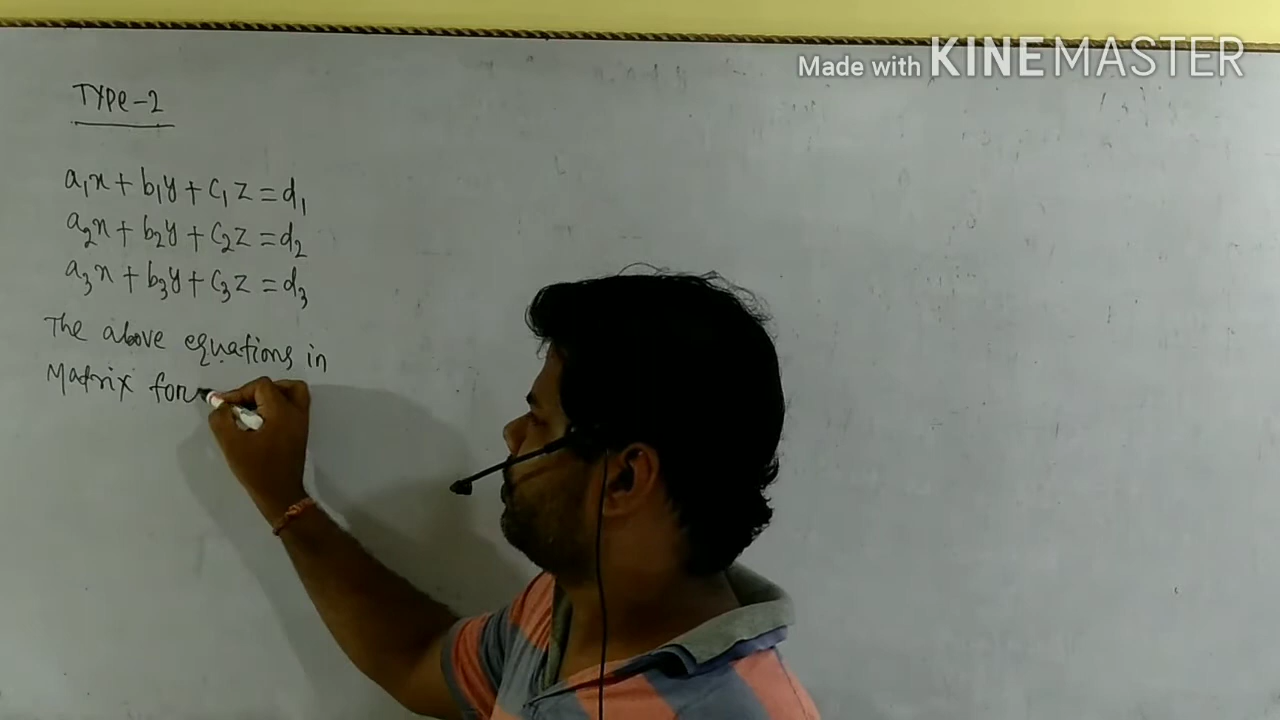 Made with KINEMASTER
TYPe-2
a₁x + b₁y + c₁z = d₁
a₂x + b₂y + c₂z = d₂
a₃x + b₃y + c₃z = d₃
The above equations in
Matrix for